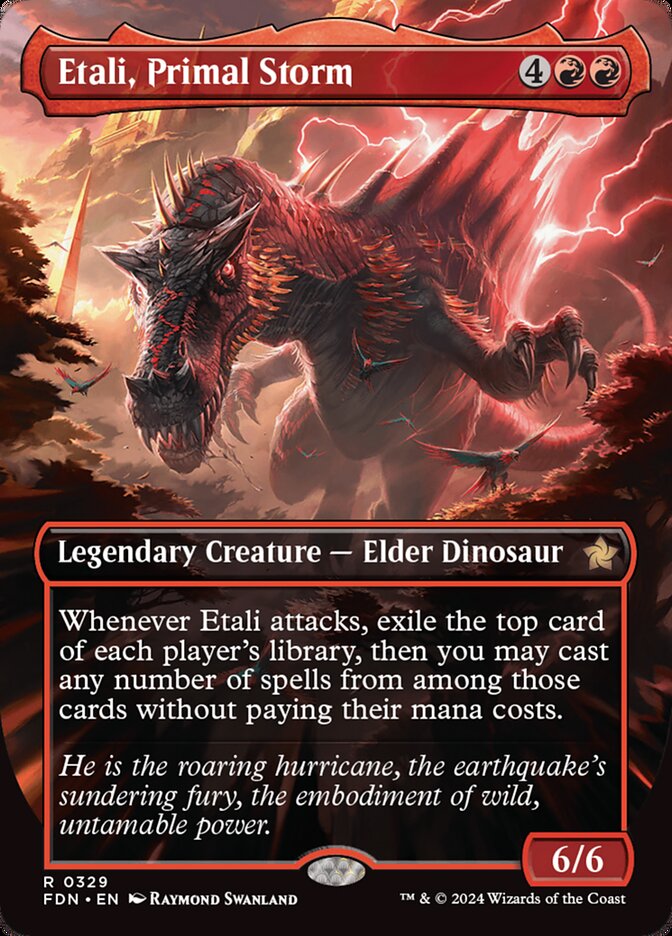 Etali, Primal Storm 4
Legendary Creature — Elder Dinosaur
Whenever Etali attacks, exile the top card
of each player's library, then you may cast
any number of spells from among those
cards without paying their mana costs.
He is the roaring hurricane, the earthquake's
sundering fury, the embodiment of wild,
untamable power.
6/6
R 0329
FDN • EN Raymond Swanland
™ & © 2024 Wizards of the Coast